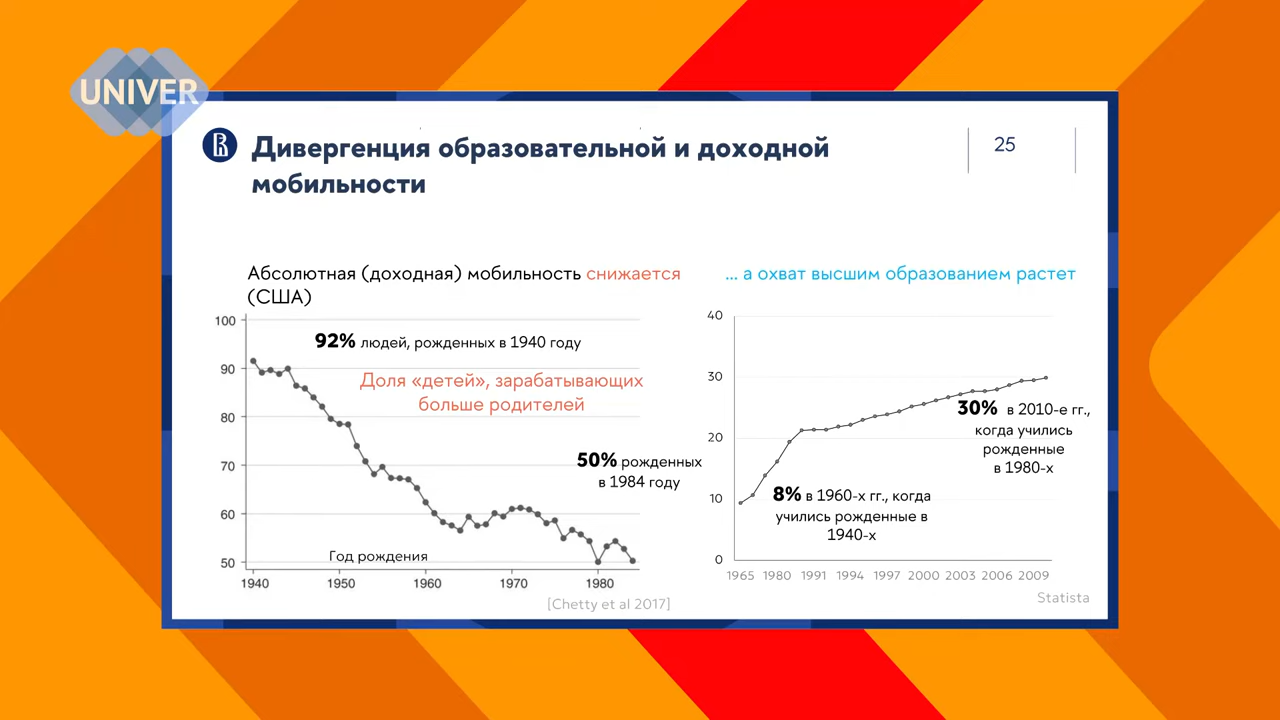 UNIVER
Дивергенция образовательной и доходной
мобильности
25
Абсолютная (доходная) мобильность снижается
(США)
100
90
80
70
60
50
92% людей, рожденных в 1940 году
Доля «детей», зарабатывающих
больше родителей
50% рожденных
в 1984 году
Год рождения
1940 1950 1960 1970 1980
[Chetty et al 2017]
... а охват высшим образованием растет
40
30
20
10
0
30% в 2010-е гг.,
когда учились
рожденные
в 1980-х
8% в 1960-х гг., когда
учились рожденные в
1940-х
1965 1980 1991 1994 1997 2000 2003 2006 2009
Statista